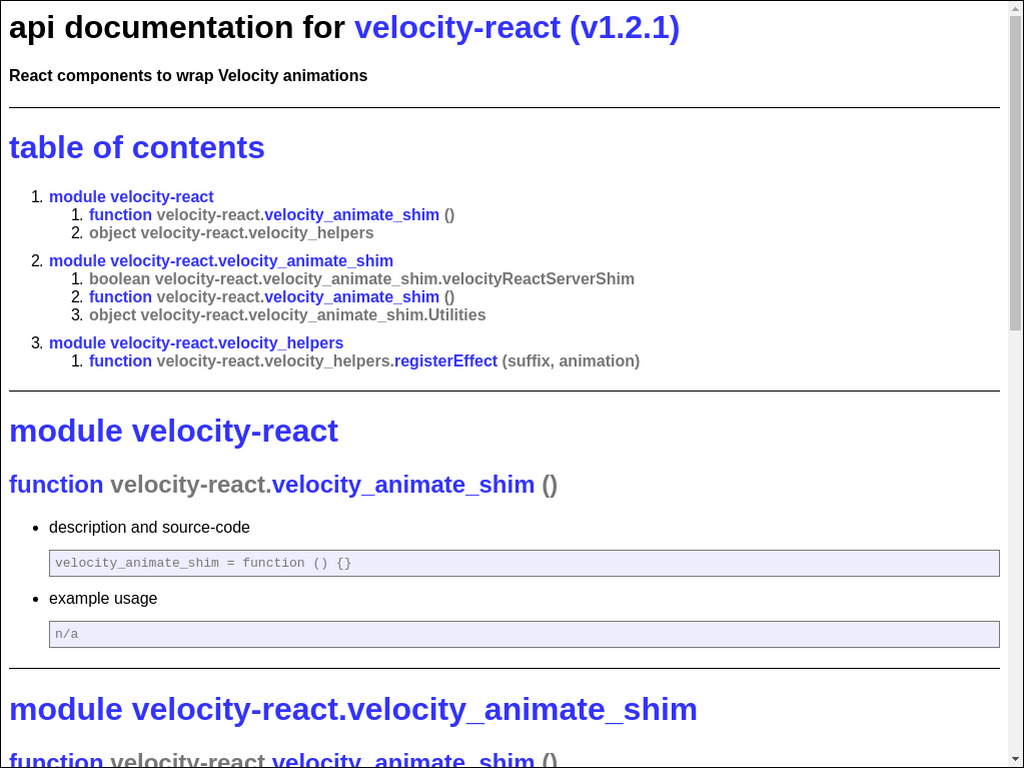 api documentation for velocity-react (v1.2.1)
React components to wrap Velocity animations
table of contents
1. module velocity-react
1. function velocity-react.velocity_animate_shim ()
2. object velocity-react.velocity_helpers
2. module velocity-react.velocity_animate_shim
1. boolean velocity-react.velocity_animate_shim.velocityReactServerShim
2. function velocity-react.velocity_animate_shim ()
3. object velocity-react.velocity_animate_shim.Utilities
3. module velocity-react.velocity_helpers
1. function velocity-react.velocity_helpers.registerEffect (suffix, animation)
module velocity-react
function velocity-react.velocity_animate_shim ()
• description and source-code
velocity_animate_shim = function () {}
• example usage
n/a
module velocity-react.velocity_animate_shim
function velocity-react.velocity_animate_shim ()